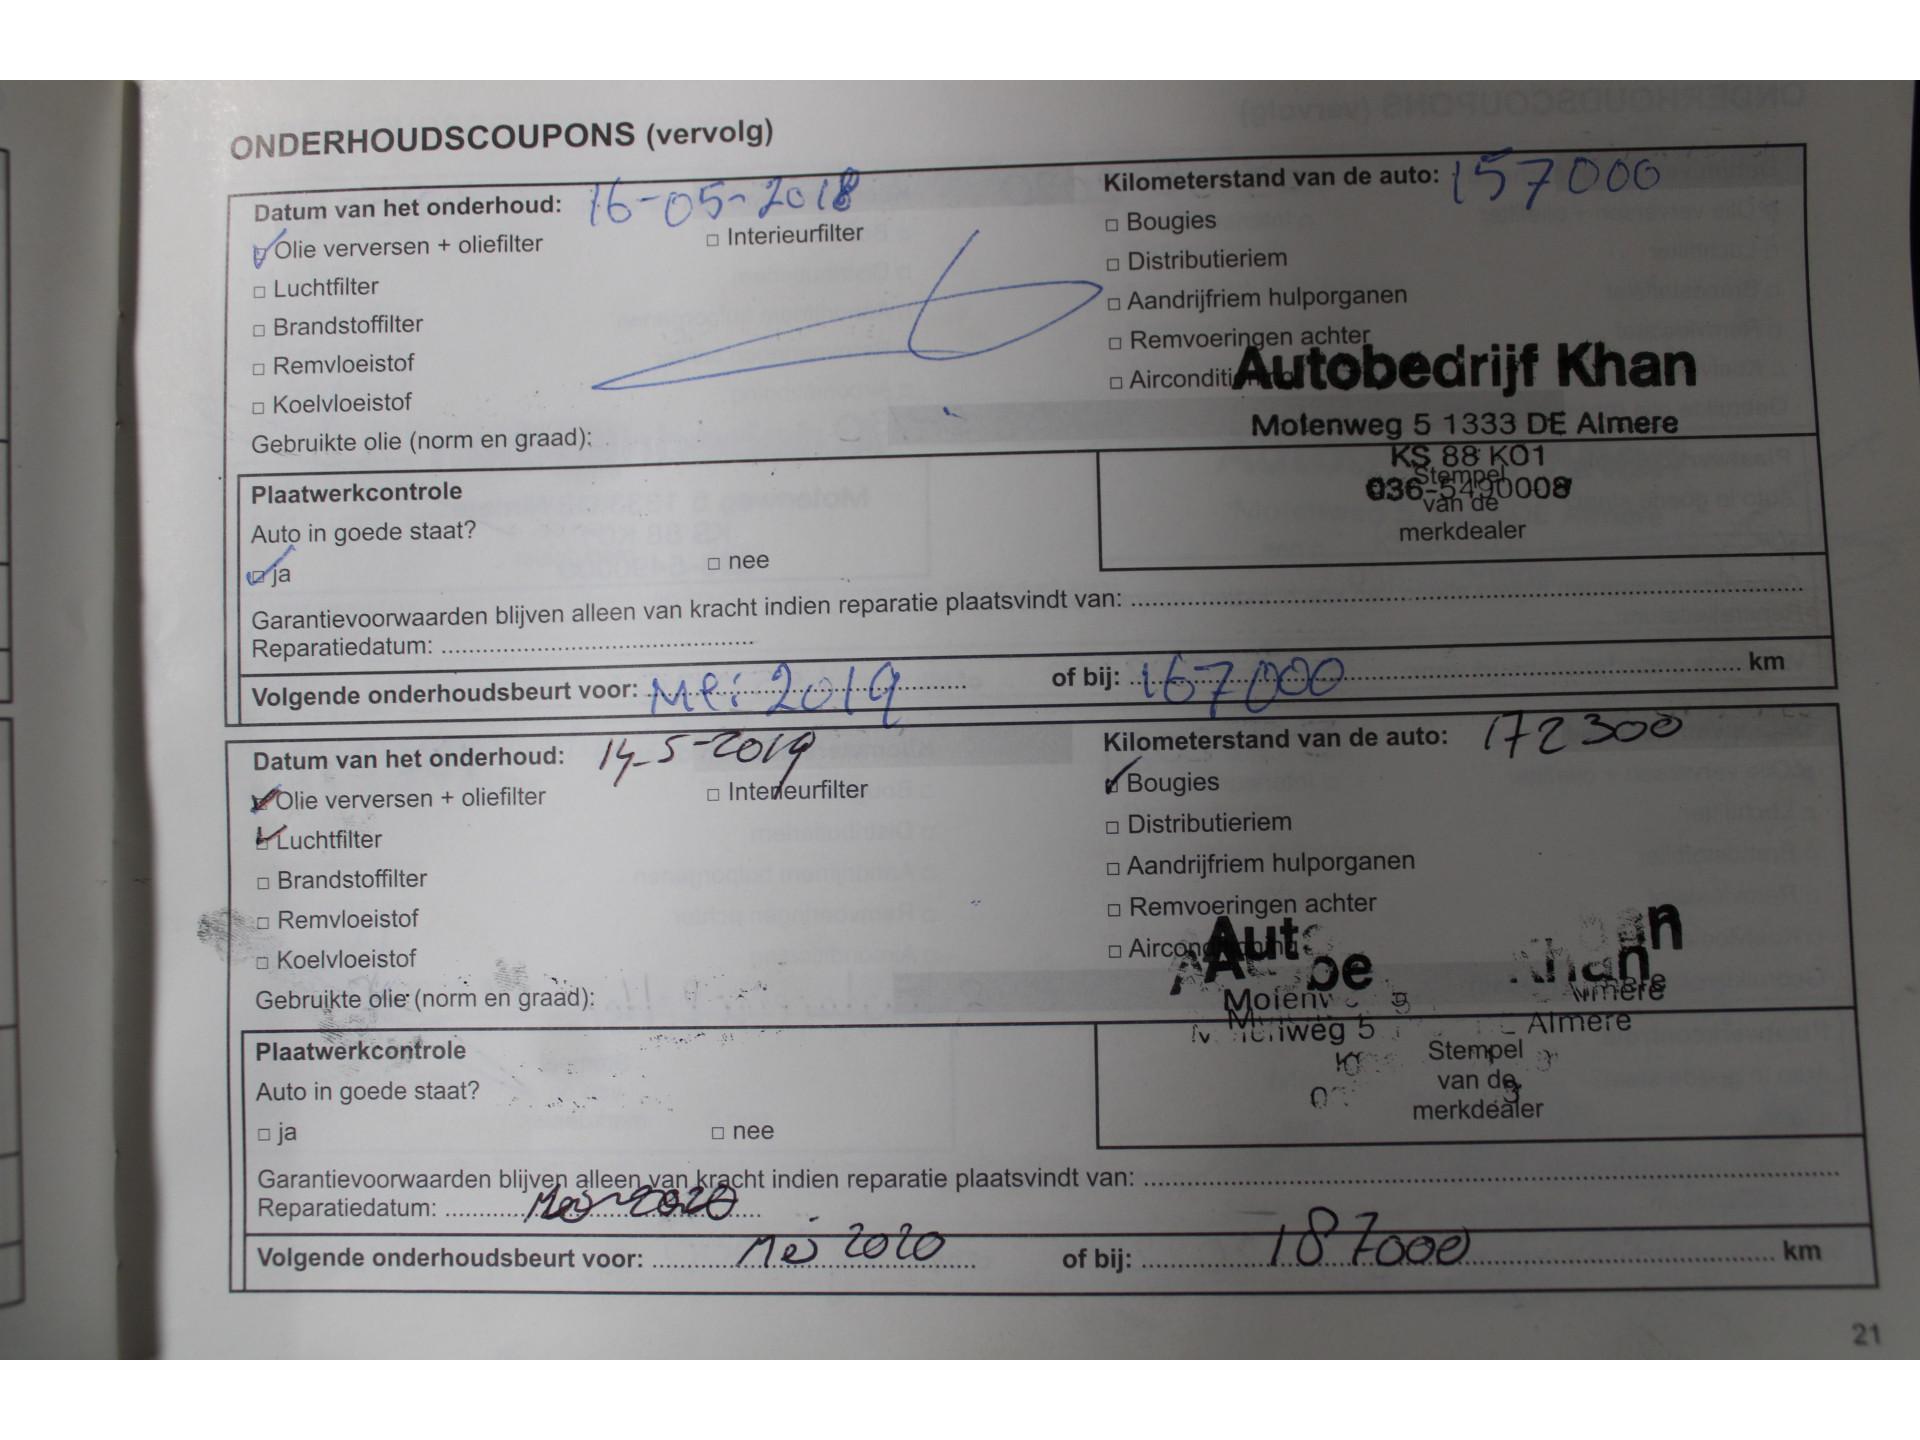 ONDERHOUDSCOUPONS (vervolg)
Datum van het onderhoud: 16-05-2018
Kilometerstand van de auto: 157000
Olie verversen + oliefilter
Interieurfilter
Bougies
Luchtfilter
Distributieriem
Brandstoffilter
Aandrijfriem hulporganen
Remvloeistof
Remvoeringen achter
Koelvloeistof
Airconditioning
Autobedrijf Khan
Molenweg 5 1333 DE Almere
Gebruikte olie (norm en graad):
KS 88 KO1
036-5490008
Stempel
van de
merkdealer
Plaatwerkcontrole
Auto in goede staat?
ja
nee
Garantievoorwaarden blijven alleen van kracht indien reparatie plaatsvindt van:
Reparatiedatum:
Volgende onderhoudsbeurt voor: Mei 2019 of bij: 167000 km
Datum van het onderhoud: 14-5-2019
Kilometerstand van de auto: 172300
Olie verversen + oliefilter
Interieurfilter
Bougies
Luchtfilter
Distributieriem
Brandstoffilter
Aandrijfriem hulporganen
Remvloeistof
Remvoeringen achter
Koelvloeistof
Airconditioning
Gebruikte olie (norm en graad):
Almere
Stempel
van de
merkdealer
Plaatwerkcontrole
Auto in goede staat?
ja
nee
Garantievoorwaarden blijven alleen van kracht indien reparatie plaatsvindt van:
Reparatiedatum: Mei 2020
Volgende onderhoudsbeurt voor: Mei 2020 of bij: 187000 km
21